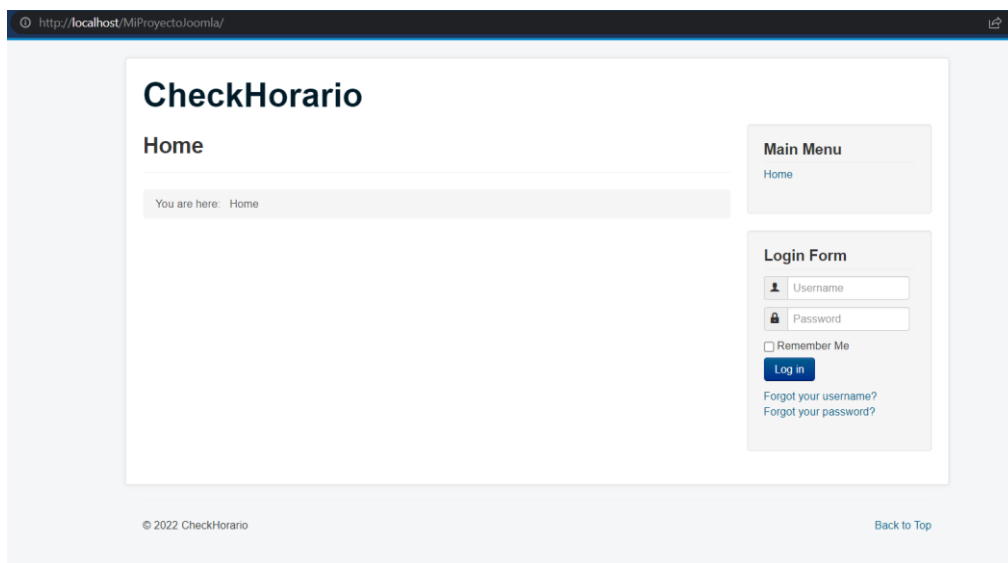 http://localhost/MiProyectoJoomla/
CheckHorario
Home
You are here: Home
Main Menu
Home
Login Form
Username
Password
Remember Me
Log in
Forgot your username?
Forgot your password?
© 2022 CheckHorario
Back to Top